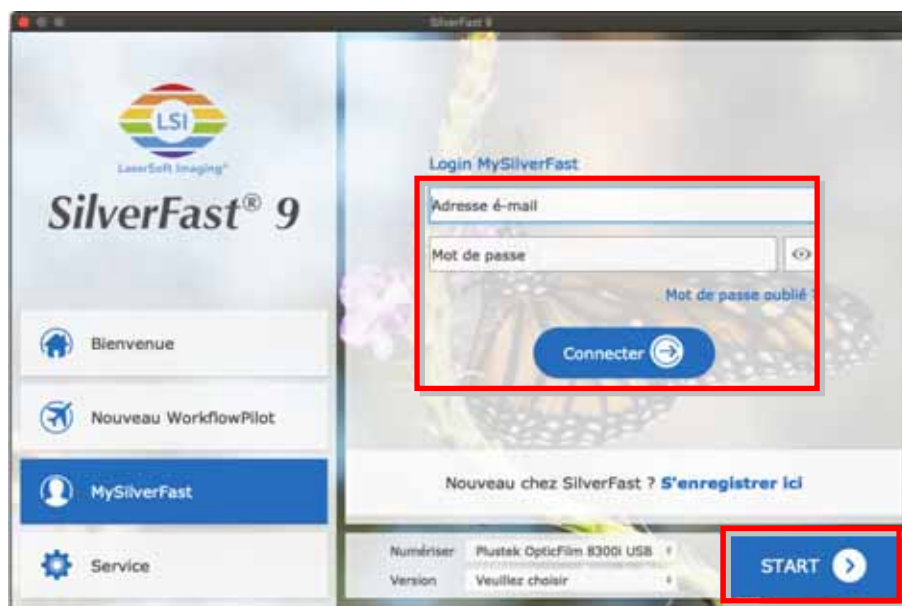 SilverFast 9
LSI
LaserSoft Imaging®
SilverFast® 9
Bienvenue
Nouveau WorkflowPilot
MySilverFast
Service
Login MySilverFast
Adresse é-mail
Mot de passe
Mot de passe oublié ?
Connecter
Nouveau chez SilverFast ? S'enregistrer ici
Numériser Plustek OpticFilm 8300i USB
Version Veuillez choisir
START